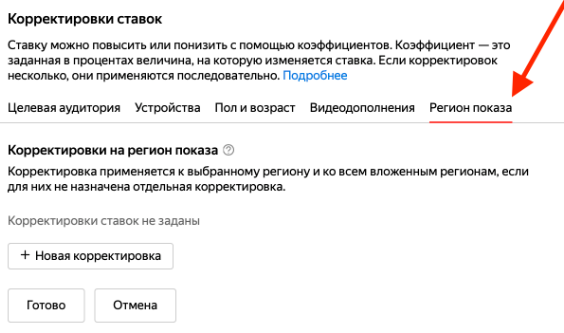 Корректировки ставок
Ставку можно повысить или понизить с помощью коэффициентов. Коэффициент — это
заданная в процентах величина, на которую изменяется ставка. Если корректировок
несколько, они применяются последовательно. Подробнее
Целевая аудитория Устройства Пол и возраст Видеодополнения Регион показа
Корректировки на регион показа ?
Корректировка применяется к выбранному региону и ко всем вложенным регионам, если
для них не назначена отдельная корректировка.
Корректировки ставок не заданы
+ Новая корректировка
Готово Отмена